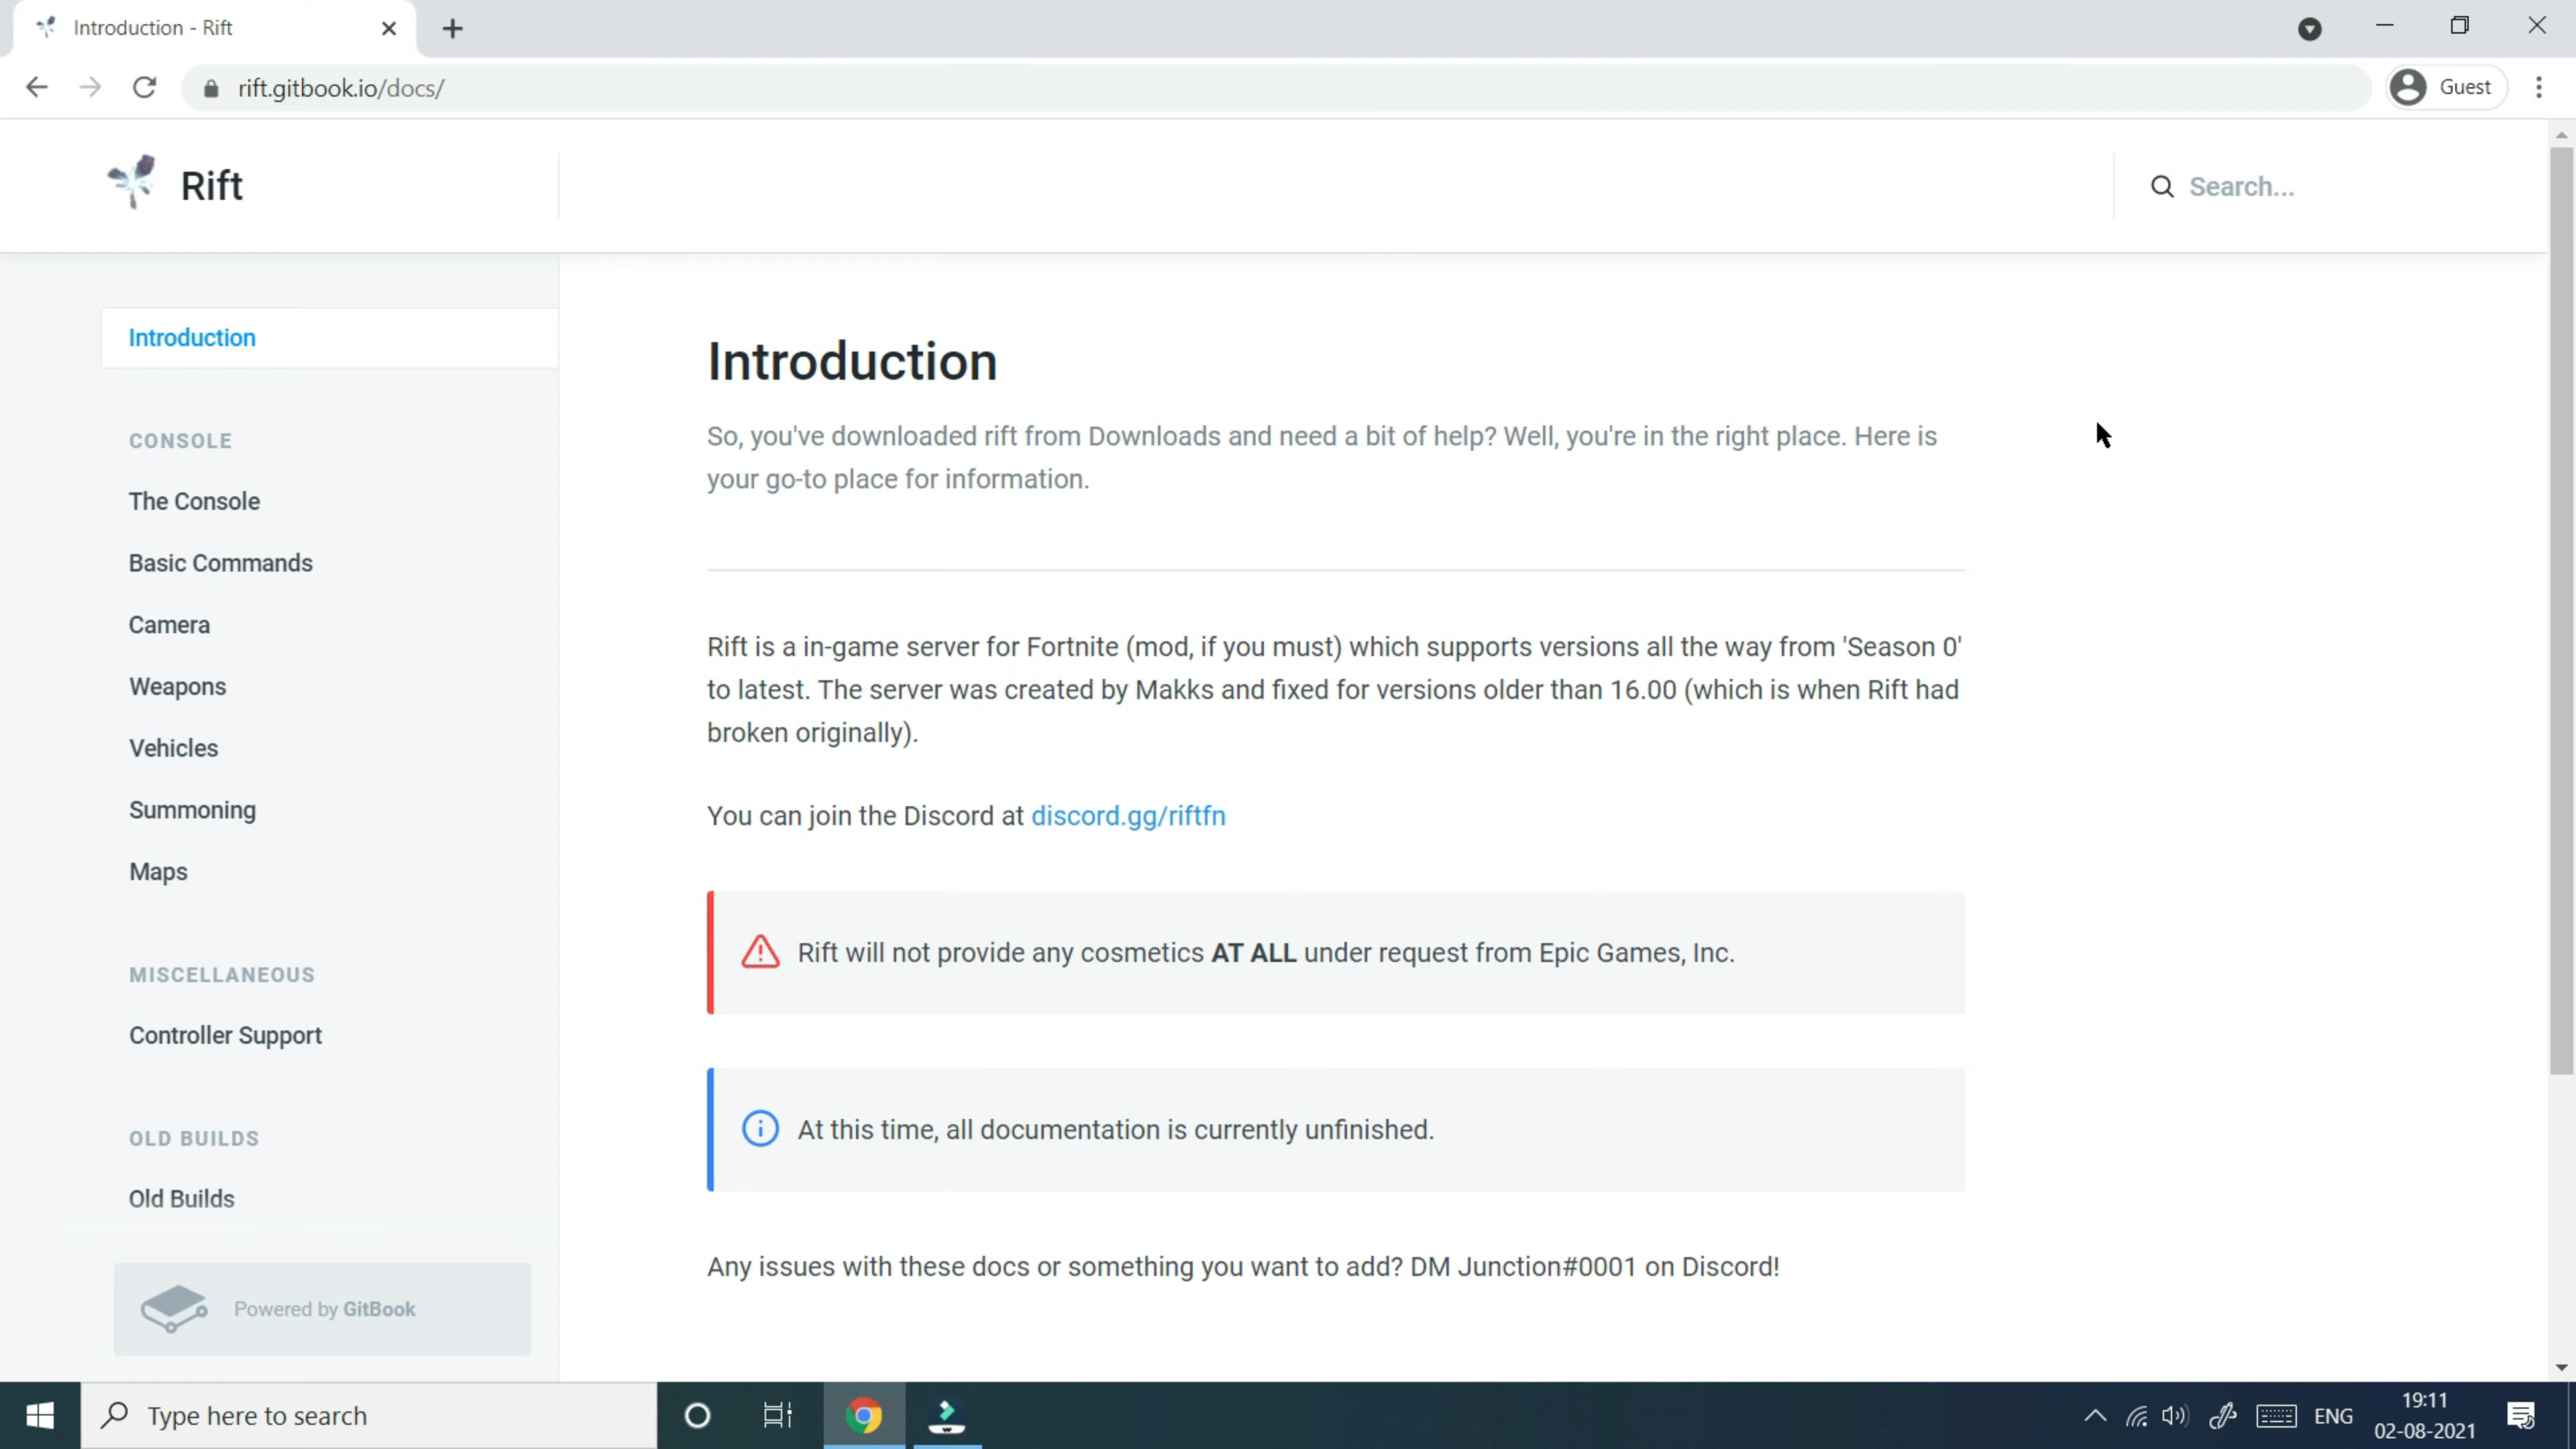 Introduction - Rift
rift.gitbook.io/docs/
Guest
Rift
Search...
Introduction
CONSOLE
The Console
Basic Commands
Camera
Weapons
Vehicles
Summoning
Maps
MISCELLANEOUS
Controller Support
OLD BUILDS
Old Builds
Powered by GitBook
Introduction
So, you've downloaded rift from Downloads and need a bit of help? Well, you're in the right place. Here is
your go-to place for information.
Rift is a in-game server for Fortnite (mod, if you must) which supports versions all the way from 'Season 0'
to latest. The server was created by Makks and fixed for versions older than 16.00 (which is when Rift had
broken originally).
You can join the Discord at discord.gg/riftfn
Rift will not provide any cosmetics AT ALL under request from Epic Games, Inc.
At this time, all documentation is currently unfinished.
Any issues with these docs or something you want to add? DM Junction#0001 on Discord!
Type here to search
ENG
19:11
02-08-2021